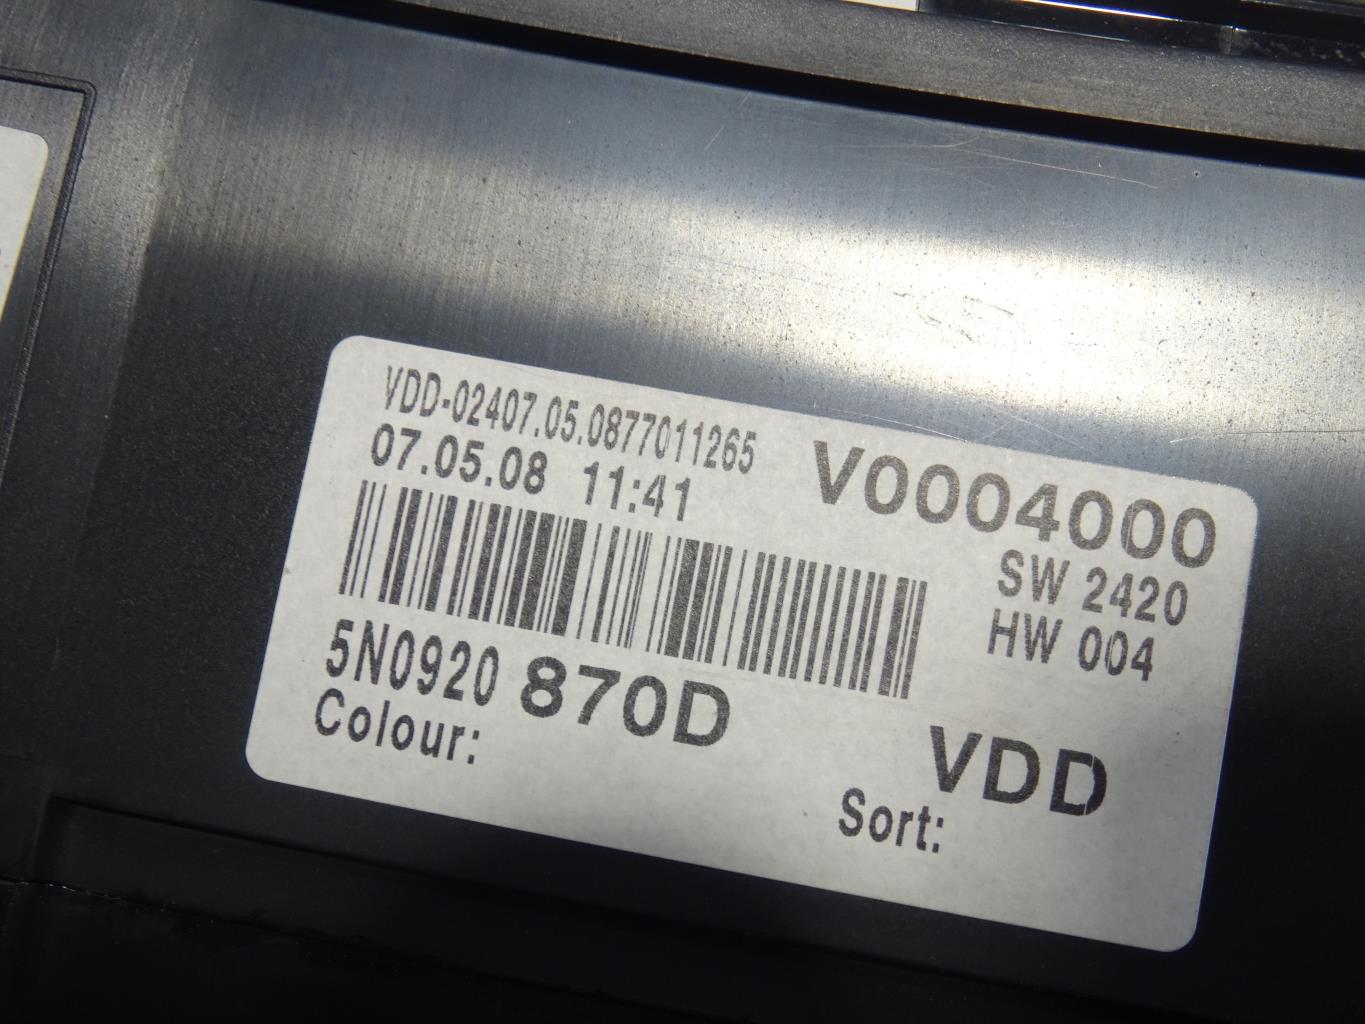 VDD-02407.05.0877011265
07.05.08 11:41
V0004000
SW 2420
HW 004
5N0920 870D
Colour:
VDD
Sort: